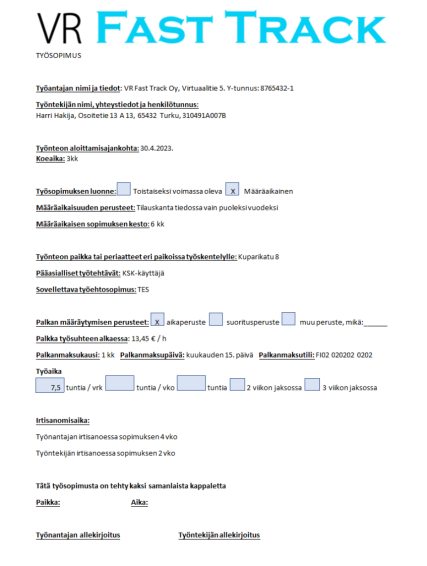 VR FAST TRACK
TYÖSOPIMUS
Työantajan nimi ja tiedot: VR Fast Track Oy, Virtuaalitie 5. Y-tunnus: 8765432-1
Työntekijän nimi, yhteystiedot ja henkilötunnus:
Harri Hakija, Osoitetie 13 A 13, 65432 Turku, 310491A007B
Työnteon aloittamisajankohta: 30.4.2023.
Koeaika: 3kk
Työsopimuksen luonne: Toistaiseksi voimassa oleva X Määräaikainen
Määräaikaisuuden perusteet: Tilauskanta tiedossa vain puoleksi vuodeksi
Määräaikaisen sopimuksen kesto: 6 kk
Työnteon paikka tai periaatteet eri paikoissa työskentelylle: Kuparikatu 8
Pääasialliset työtehtävät: KSK-käyttäjä
Sovellettava työehtosopimus: TES
Palkan määräytymisen perusteet: X aikaperuste suoritusperuste muu peruste, mikä:______
Palkka työsuhteen alkaessa: 13,45 € / h
Palkanmaksukausi: 1 kk Palkanmaksupäivä: kuukauden 15. päivä Palkanmaksutili: FI02 020202 0202
Työaika
7,5 tuntia / vrk tuntia / vko tuntia 2 viikon jaksossa 3 viikon jaksossa
Irtisanomisaika:
Työnantajan irtisanoessa sopimuksen 4 vko
Työntekijän irtisanoessa sopimuksen 2 vko
Tätä työsopimusta on tehty kaksi samanlaista kappaletta
Paikka: Aika:
Työnantajan allekirjoitus Työntekijän allekirjoitus